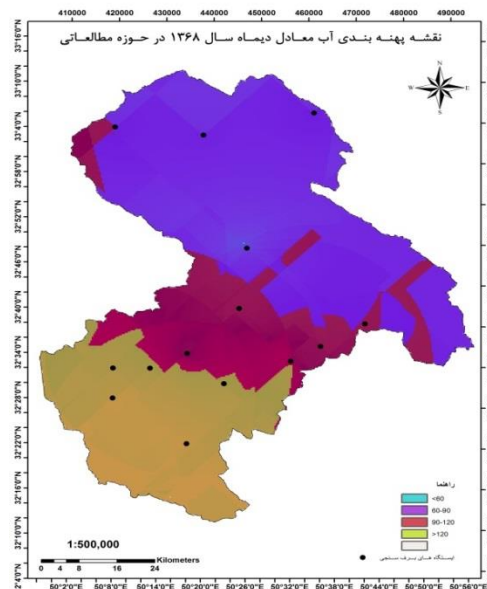 410000 420000 430000 440000 450000 460000 470000 480000 490000
نقشه پهنه بندی آب معادل دیماه سال ۱۳۶۸ در حوزه مطالعاتی
N
W E
S
33°16'0"N
33°10'0"N
33°4'0"N
32°58'0"N
32°52'0"N
32°46'0"N
32°40'0"N
32°28'0"N
32°22'0"N
32°16'0"N
32°10'0"N
32°4'0"N
راهنما
<60
60-90
90-120
>120
ایستگاه های برف سنجی
1:500,000
Kilometers
0 4 8 16 24
50°2'0"E 50°8'0"E 50°14'0"E 50°20'0"E 50°26'0"E 50°32'0"E 50°38'0"E 50°44'0"E 50°50'0"E 50°56'0"E